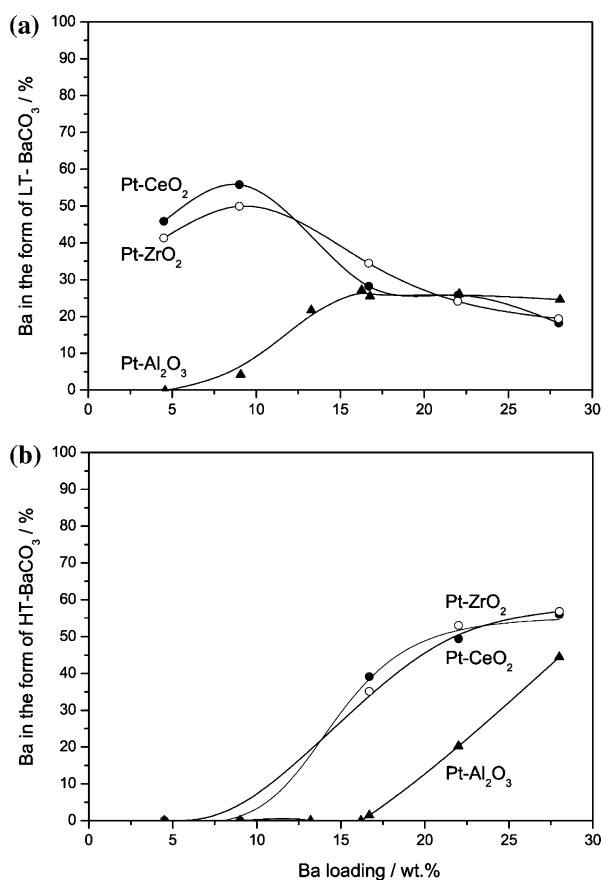 (a)
Ba in the form of LT- BaCO3 / %
100
90
80
70
60
50
40
30
20
10
0
Pt-CeO2
Pt-ZrO2
Pt-Al2O3
0 5 10 15 20 25 30
(b)
Ba in the form of HT-BaCO3 / %
100
90
80
70
60
50
40
30
20
10
0
Pt-ZrO2
Pt-CeO2
Pt-Al2O3
0 5 10 15 20 25 30
Ba loading / wt.%